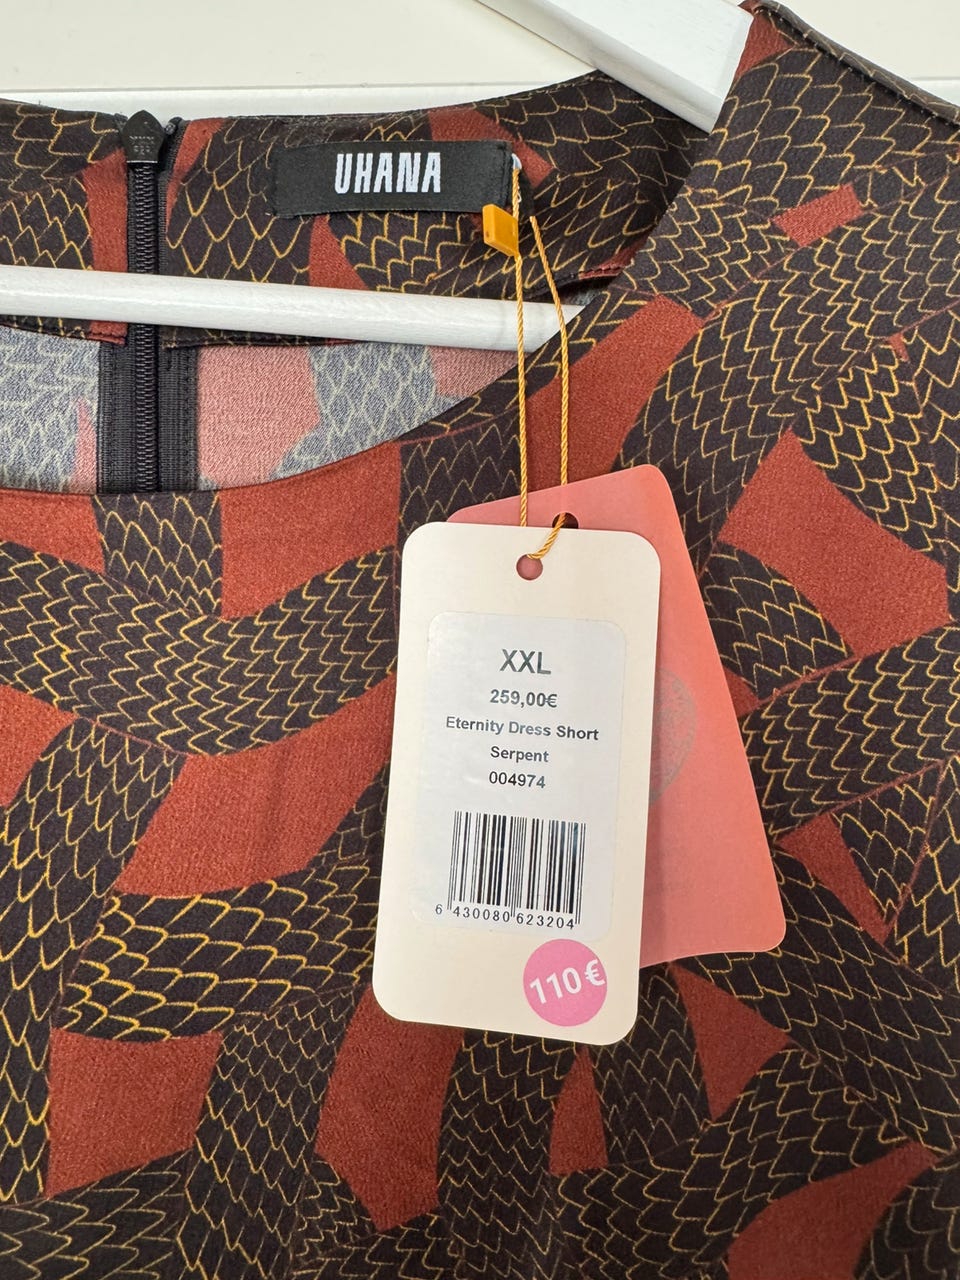 UHANA
XXL
259,00€
Eternity Dress Short
Serpent
004974
6 430080 623204
110€